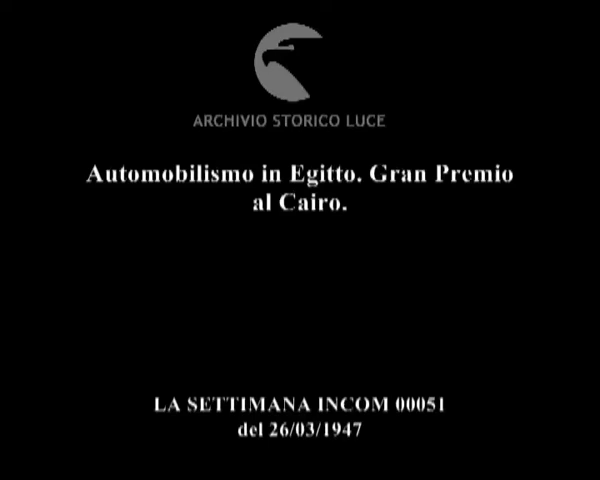 ARCHIVIO STORICO LUCE
Automobilismo in Egitto. Gran Premio
al Cairo.
LA SETTIMANA INCOM 00051
del 26/03/1947